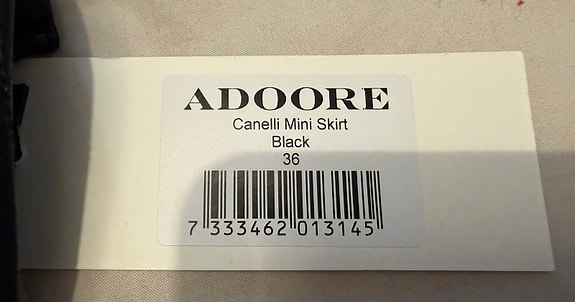 ADOORE
Canelli Mini Skirt
Black
36
7 333462 013145